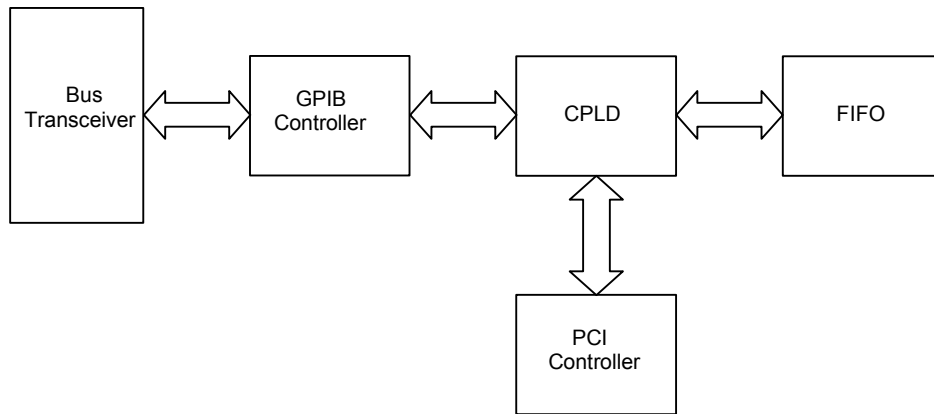 Bus
Transceiver
GPIB
Controller
CPLD
FIFO
PCI
Controller